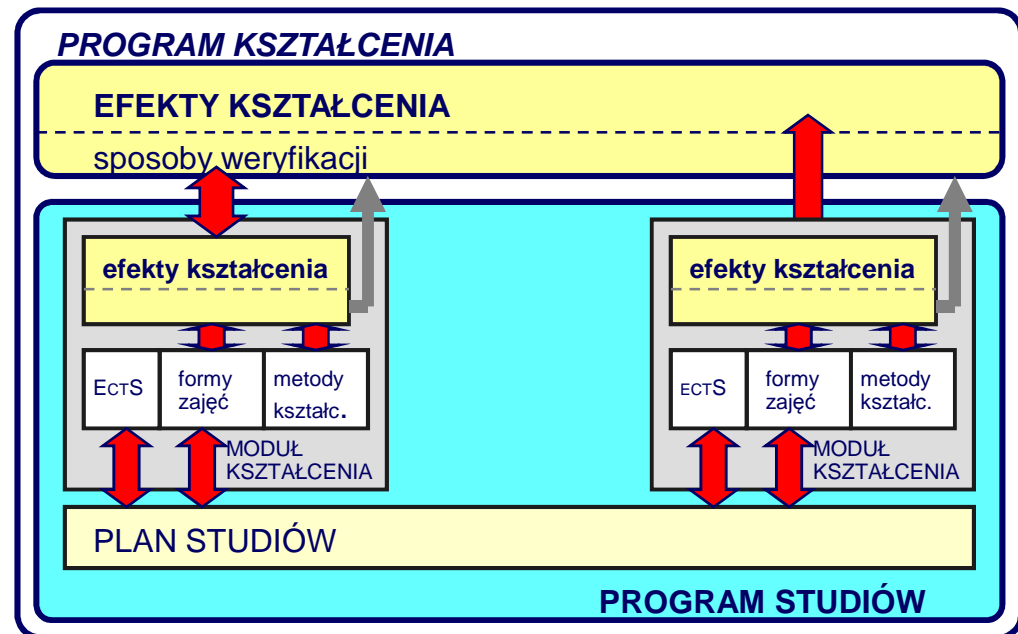 PROGRAM KSZTAŁCENIA
EFEKTY KSZTAŁCENIA
sposoby weryfikacji
efekty kształcenia
ECTS
formy
zajęć
metody
kształc.
MODUŁ
KSZTAŁCENIA
efekty kształcenia
ECTS
formy
zajęć
metody
kształc.
MODUŁ
KSZTAŁCENIA
PLAN STUDIÓW
PROGRAM STUDIÓW